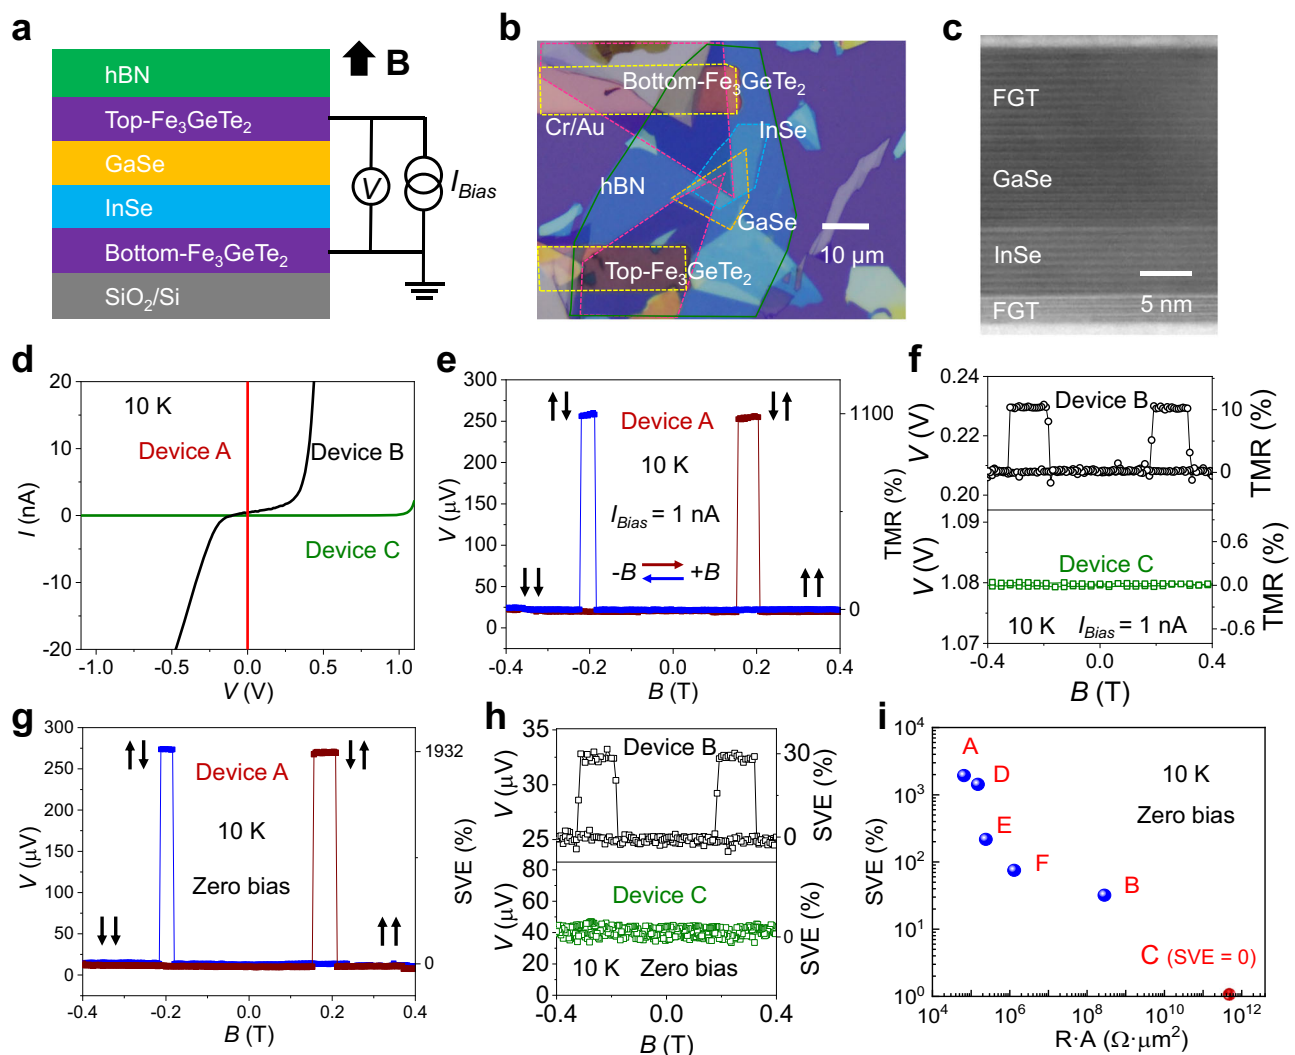 a
B
hBN
Top-Fe₃GeTe₂
GaSe
InSe
Bottom-Fe₃GeTe₂
SiO₂/Si
V
I_Bias
b
Bottom-Fe₃GeTe₂
Cr/Au
InSe
hBN
GaSe
10 µm
Top-Fe₃GeTe₂
c
FGT
GaSe
InSe
5 nm
FGT
d
20
10
0
-10
-20
I (nA)
10 K
Device A
Device B
Device C
-1.0 -0.5 0.0 0.5 1.0
V (V)
e
300
250
200
150
100
50
0
V (µV)
↑↓ Device A ↓↑
10 K
I_Bias = 1 nA
-B +B
↓↓ ↑↑
1100
0
TMR (%)
-0.4 -0.2 0.0 0.2 0.4
B (T)
f
0.24
0.22
0.20
V (V)
Device B
10
0
TMR (%)
1.09
1.08
1.07
V (V)
Device C
10 K I_Bias = 1 nA
0.6
0.0
-0.6
TMR (%)
-0.4 0.0 0.4
B (T)
g
300
250
200
150
100
50
0
V (µV)
↑↓ Device A ↓↑
10 K
Zero bias
↓↓ ↑↑
1932
0
SVE (%)
-0.4 -0.2 0.0 0.2 0.4
B (T)
h
35
30
25
V (µV)
Device B
30
0
SVE (%)
80
60
40
20
0
V (µV)
Device C
10 K Zero bias
0
SVE (%)
-0.4 0.0 0.4
B (T)
i
10⁴
10³
10²
10¹
10⁰
SVE (%)
A
D
E
F
B
C (SVE = 0)
10 K
Zero bias
10⁴ 10⁶ 10⁸ 10¹⁰ 10¹²
R·A (Ω·µm²)